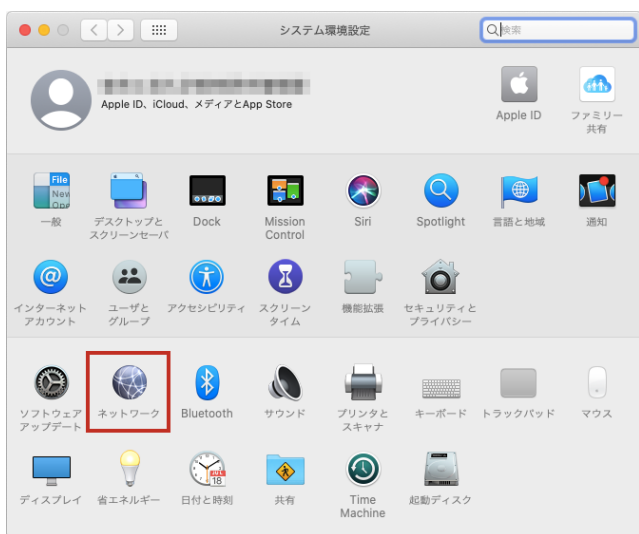 システム環境設定
検索
Apple ID、iCloud、メディアとApp Store
Apple ID
ファミリー
共有
File
New
Ope
一般
デスクトップと
スクリーンセーバ
Dock
Mission
Control
Siri
Spotlight
言語と地域
通知
インターネット
アカウント
ユーザと
グループ
アクセシビリティ
スクリーン
タイム
機能拡張
セキュリティと
プライバシー
ソフトウェア
アップデート
ネットワーク
Bluetooth
サウンド
プリンタと
スキャナ
キーボード
トラックパッド
マウス
ディスプレイ
省エネルギー
18
日付と時刻
共有
Time
Machine
起動ディスク